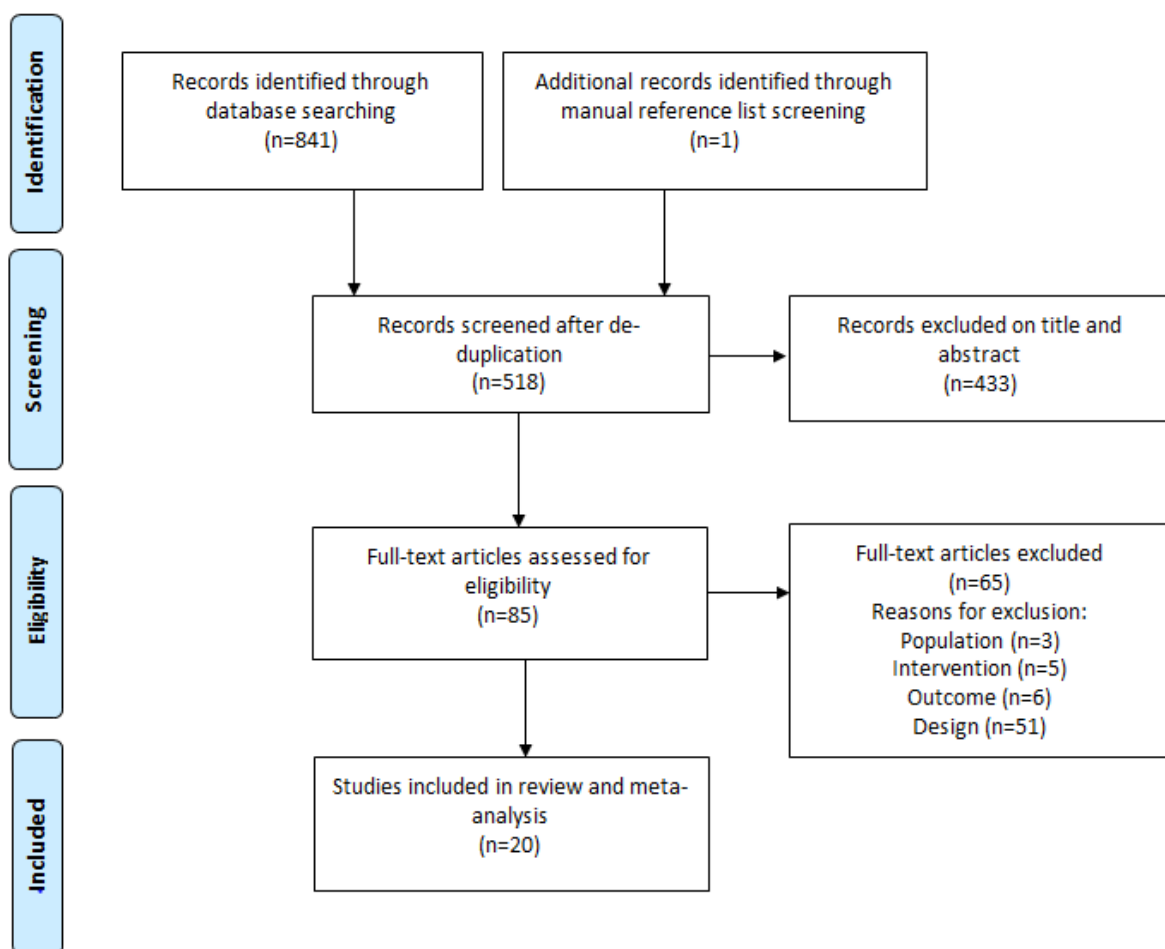 Identification
Records identified through
database searching
(n=841)
Additional records identified through
manual reference list screening
(n=1)
Screening
Records screened after de-
duplication
(n=518)
Records excluded on title and
abstract
(n=433)
Eligibility
Full-text articles assessed for
eligibility
(n=85)
Full-text articles excluded
(n=65)
Reasons for exclusion:
Population (n=3)
Intervention (n=5)
Outcome (n=6)
Design (n=51)
Included
Studies included in review and meta-
analysis
(n=20)